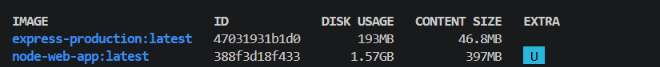 IMAGE ID DISK USAGE CONTENT SIZE EXTRA
express-production:latest 47031931b1d0 193MB 46.8MB
node-web-app:latest 388f3d18f433 1.57GB 397MB U